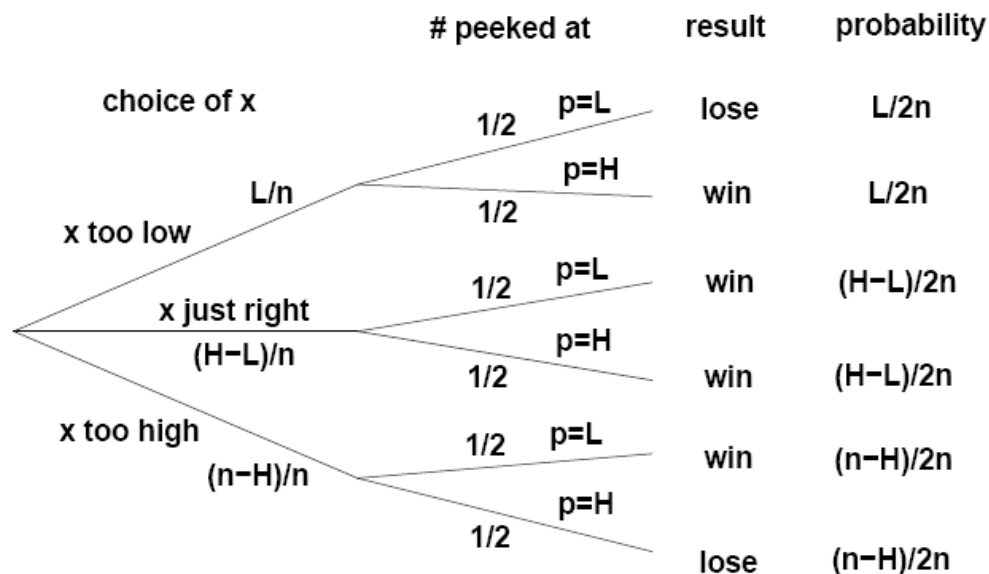 # peeked at result probability
choice of x
1/2 p=L lose L/2n
L/n 1/2 p=H win L/2n
x too low
1/2 p=L win (H−L)/2n
x just right
(H−L)/n 1/2 p=H win (H−L)/2n
x too high
(n−H)/n 1/2 p=L win (n−H)/2n
1/2 p=H lose (n−H)/2n